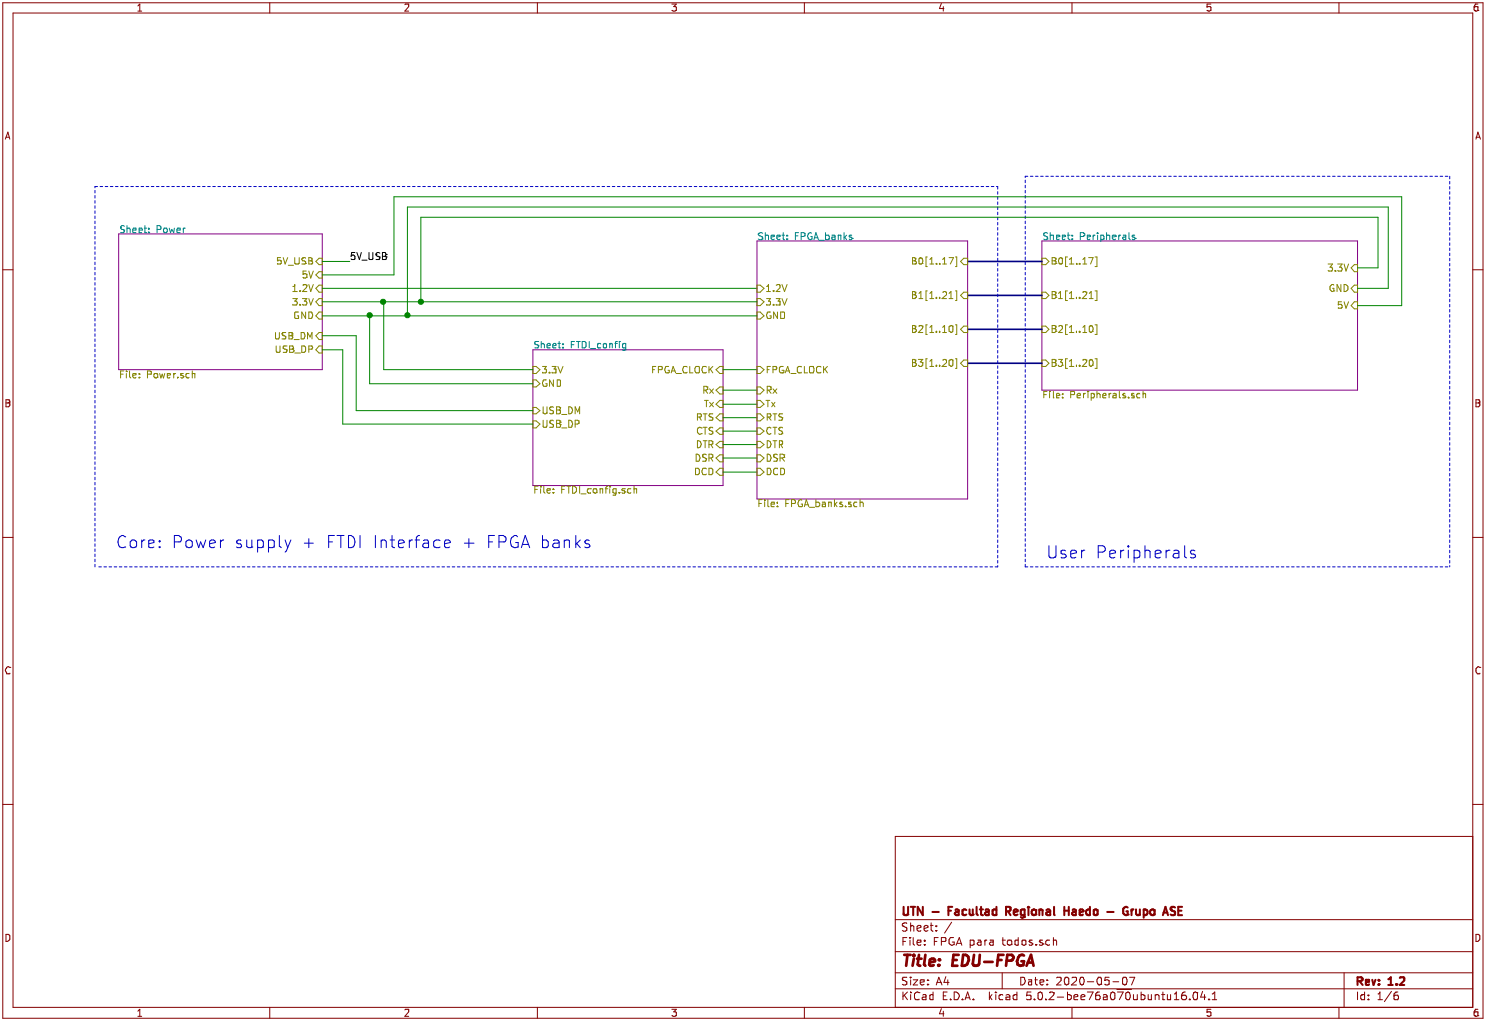 1 2 3 4 5 6
A A
B B
C C
D D
Sheet: Power
5V_USB
5V
1.2V
3.3V
GND
USB_DM
USB_DP
File: Power.sch
5V_USB
Sheet: FTDI_config
3.3V
GND
USB_DM
USB_DP
FPGA_CLOCK
Rx
Tx
RTS
CTS
DTR
DSR
DCD
File: FTDI_config.sch
Sheet: FPGA_banks
1.2V
3.3V
GND
FPGA_CLOCK
Rx
Tx
RTS
CTS
DTR
DSR
DCD
B0[1..17]
B1[1..21]
B2[1..10]
B3[1..20]
File: FPGA_banks.sch
Sheet: Peripherals
B0[1..17]
B1[1..21]
B2[1..10]
B3[1..20]
3.3V
GND
5V
File: Peripherals.sch
Core: Power supply + FTDI Interface + FPGA banks
User Peripherals
UTN – Facultad Regional Haedo – Grupo ASE
Sheet: /
File: FPGA para todos.sch
Title: EDU-FPGA
Size: A4 Date: 2020-05-07 Rev: 1.2
KiCad E.D.A. kicad 5.0.2-bee76a070ubuntu16.04.1 Id: 1/6
1 2 3 4 5 6